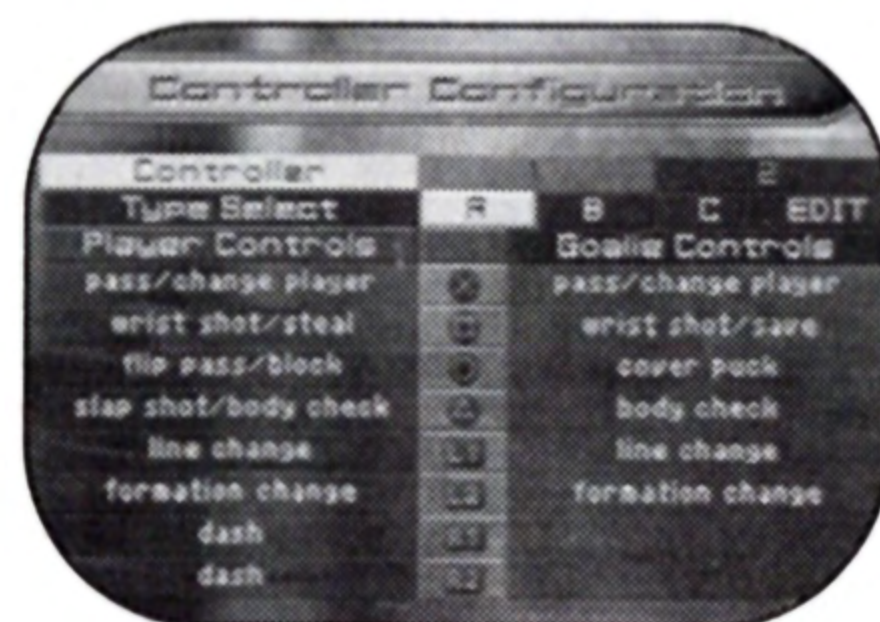 Controller Configuration
Controller 2
Type Select A B C EDIT
Player Controls Goalie Controls
pass/change player pass/change player
wrist shot/steal wrist shot/save
flip pass/block cover puck
slap shot/body check body check
line change line change
formation change formation change
dash
dash